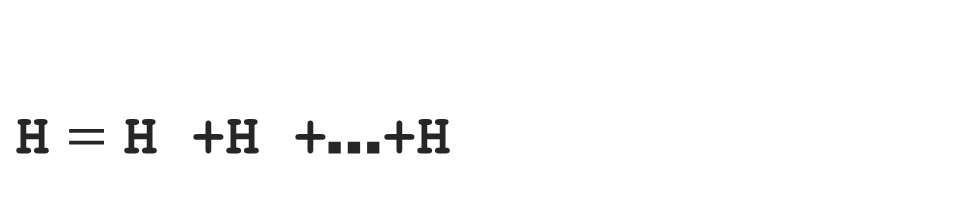 H = H +H +...+H